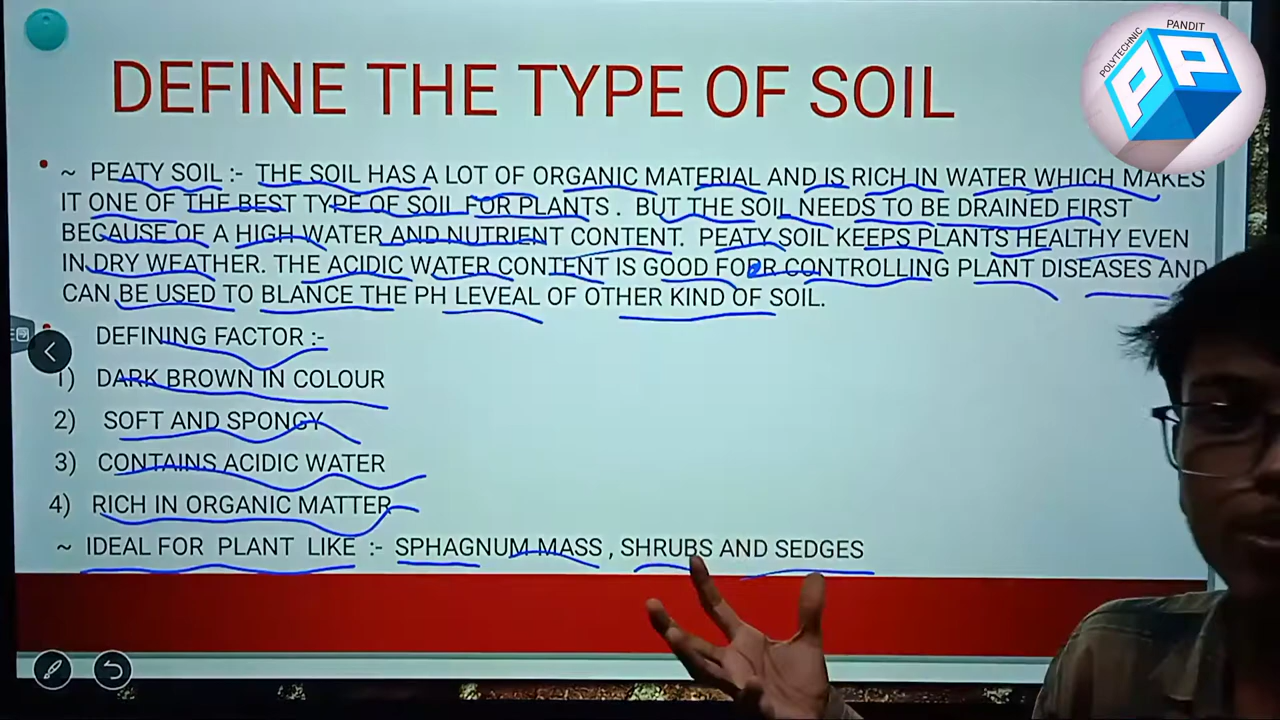 POLYTECHNIC PANDIT
PP
DEFINE THE TYPE OF SOIL
~ PEATY SOIL :- THE SOIL HAS A LOT OF ORGANIC MATERIAL AND IS RICH IN WATER WHICH MAKES
IT ONE OF THE BEST TYPE OF SOIL FOR PLANTS . BUT THE SOIL NEEDS TO BE DRAINED FIRST
BECAUSE OF A HIGH WATER AND NUTRIENT CONTENT. PEATY SOIL KEEPS PLANTS HEALTHY EVEN
IN DRY WEATHER. THE ACIDIC WATER CONTENT IS GOOD FOR CONTROLLING PLANT DISEASES AND
CAN BE USED TO BLANCE THE PH LEVEAL OF OTHER KIND OF SOIL.
DEFINING FACTOR :-
1) DARK BROWN IN COLOUR
2) SOFT AND SPONGY
3) CONTAINS ACIDIC WATER
4) RICH IN ORGANIC MATTER
~ IDEAL FOR PLANT LIKE :- SPHAGNUM MASS , SHRUBS AND SEDGES